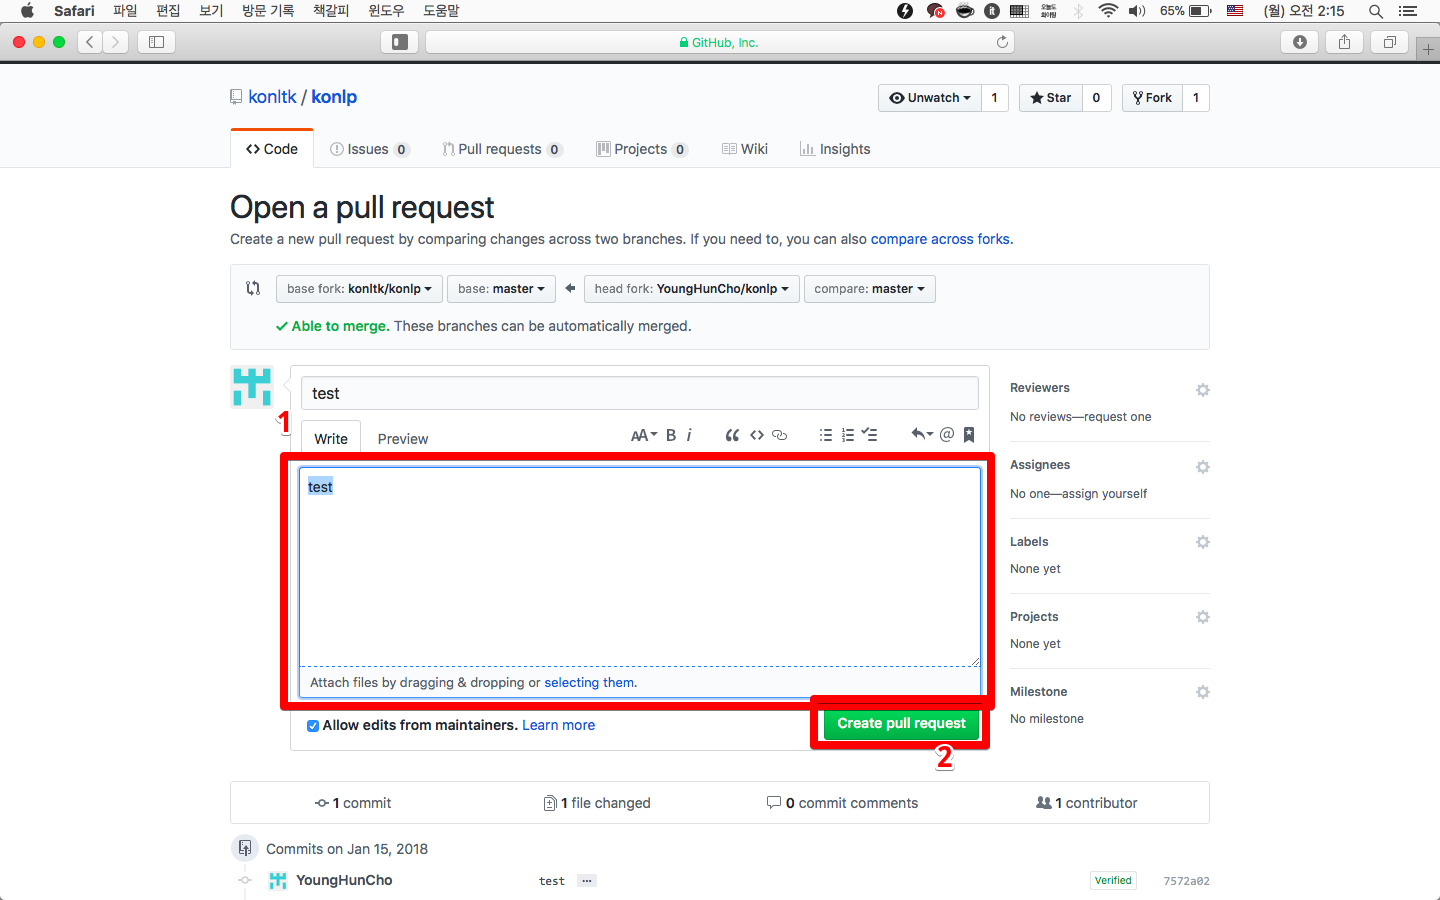 Safari 파일 편집 보기 방문 기록 책갈피 윈도우 도움말 65% (월) 오전 2:15
GitHub, Inc.
konltk / konlp
Unwatch 1 Star 0 Fork 1
Code Issues 0 Pull requests 0 Projects 0 Wiki Insights
Open a pull request
Create a new pull request by comparing changes across two branches. If you need to, you can also compare across forks.
base fork: konltk/konlp base: master head fork: YoungHunCho/konlp compare: master
Able to merge. These branches can be automatically merged.
test
1
Write Preview
AA B i @
test
Attach files by dragging & dropping or selecting them.
Allow edits from maintainers. Learn more
Create pull request
2
Reviewers
No reviews—request one
Assignees
No one—assign yourself
Labels
None yet
Projects
None yet
Milestone
No milestone
1 commit 1 file changed 0 commit comments 1 contributor
Commits on Jan 15, 2018
YoungHunCho test … Verified 7572a02